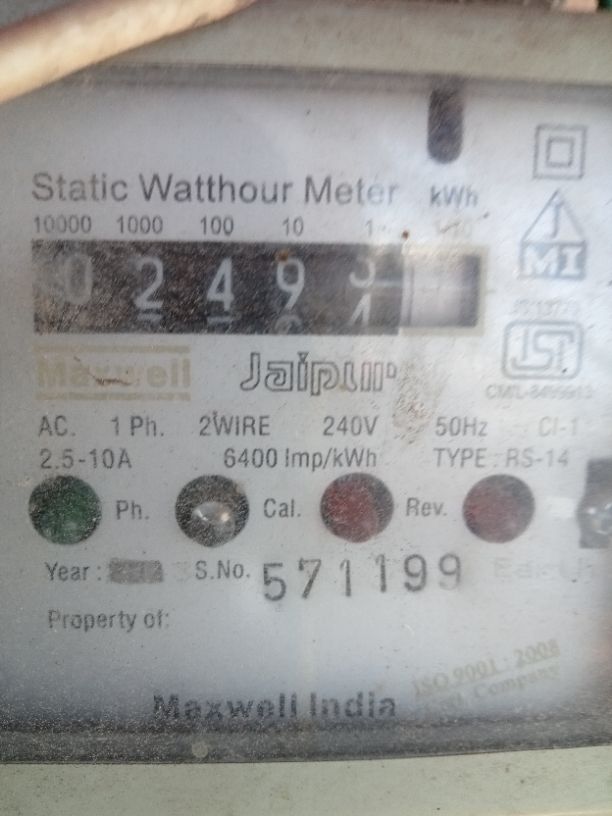 Static Watthour Meter kWh
10000 1000 100 10 1
0 2 4 9
MI
Maxwell Jaipur
AC. 1 Ph. 2WIRE 240V 50Hz Cl-1
2.5-10A 6400 Imp/kWh TYPE : RS-14
Ph. Cal. Rev.
Year : S.No. 571199
Property of:
ISO 9001 : 2008
Company
Maxwell India